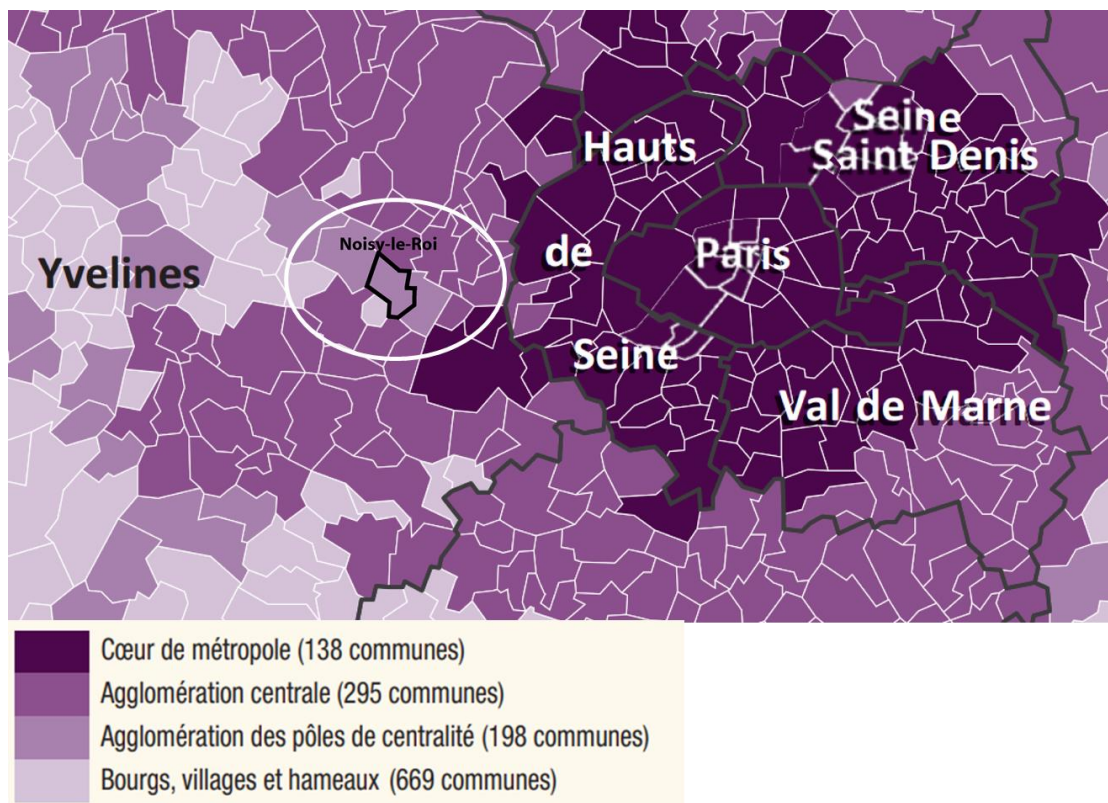 Seine
Hauts
Saint Denis
Noisy-le-Roi
de
Paris
Yvelines
Seine
Val de Marne
Cœur de métropole (138 communes)
Agglomération centrale (295 communes)
Agglomération des pôles de centralité (198 communes)
Bourgs, villages et hameaux (669 communes)